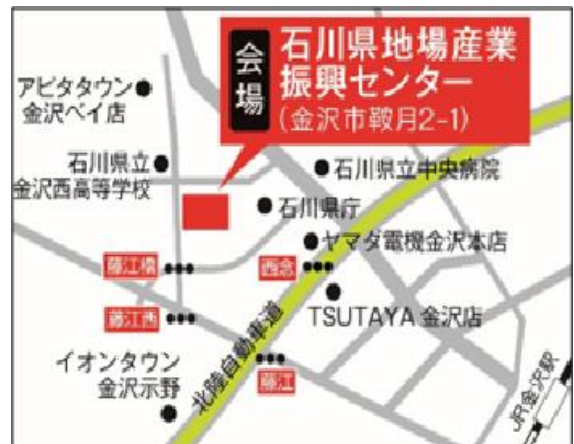 会場
石川県地場産業
振興センター
(金沢市鞍月2-1)
アピタタウン
金沢ベイ店
石川県立
金沢西高等学校
石川県立中央病院
石川県庁
ヤマダ電機金沢本店
藤江橋
西念
藤江西
TSUTAYA 金沢店
イオンタウン
金沢示野
北陸自動車道
藤江
JR金沢駅